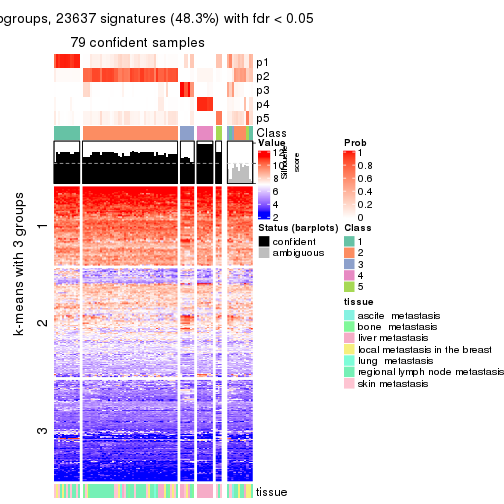 ogroups, 23637 signatures (48.3%) with fdr < 0.05
79 confident samples
p1
p2
p3
p4
p5
Class
k-means with 3 groups
1
2
3
Value
12
10
8
6
4
2
Silhouette
score
Prob
1
0.8
0.6
0.4
0.2
0
Status (barplots)
confident
ambiguous
Class
1
2
3
4
5
tissue
ascite metastasis
bone metastasis
liver metastasis
local metastasis in the breast
lung metastasis
regional lymph node metastasis
skin metastasis
tissue